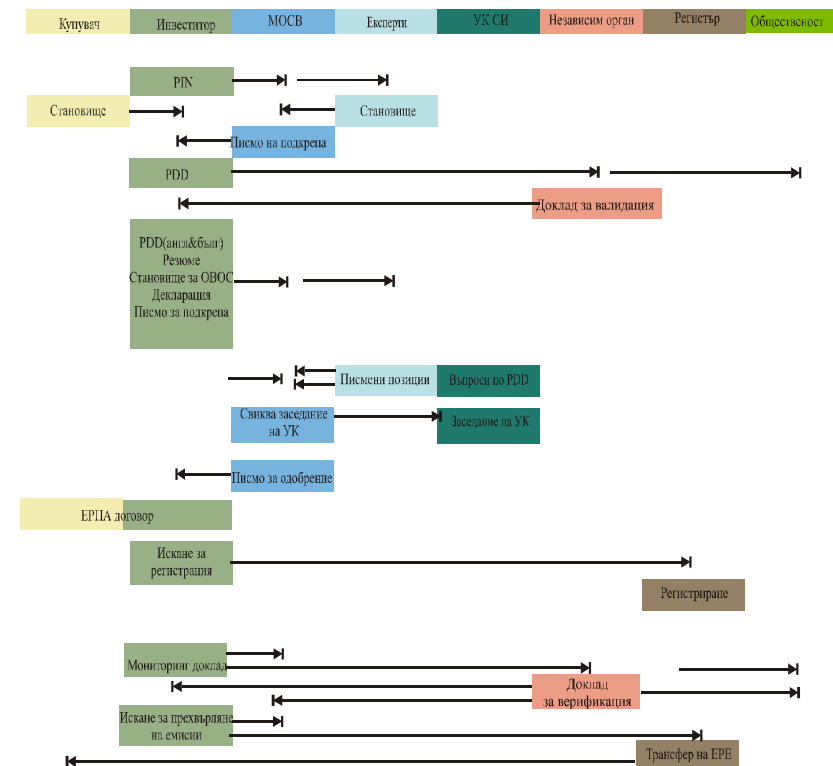 Купувач
Инвеститор
МОСВ
Експерти
УК СИ
Независим орган
Регистър
Общественост
PIN
Становище
Становище
Писмо на подкрепа
PDD
Доклад за валидация
PDD(англ&бълг)
Резюме
Становище за ОВОС
Декларация
Писмо за подкрепа
Писмени позиции
Въпроси по PDD
Свиква заседание
на УК
Заседание на УК
Писмо за одобрение
ЕРПА договор
Искане за
регистрация
Регистриране
Мониторинг доклад
Доклад
за верификация
Искане за прехвърляне
на емисии
Трансфер на ЕРЕ